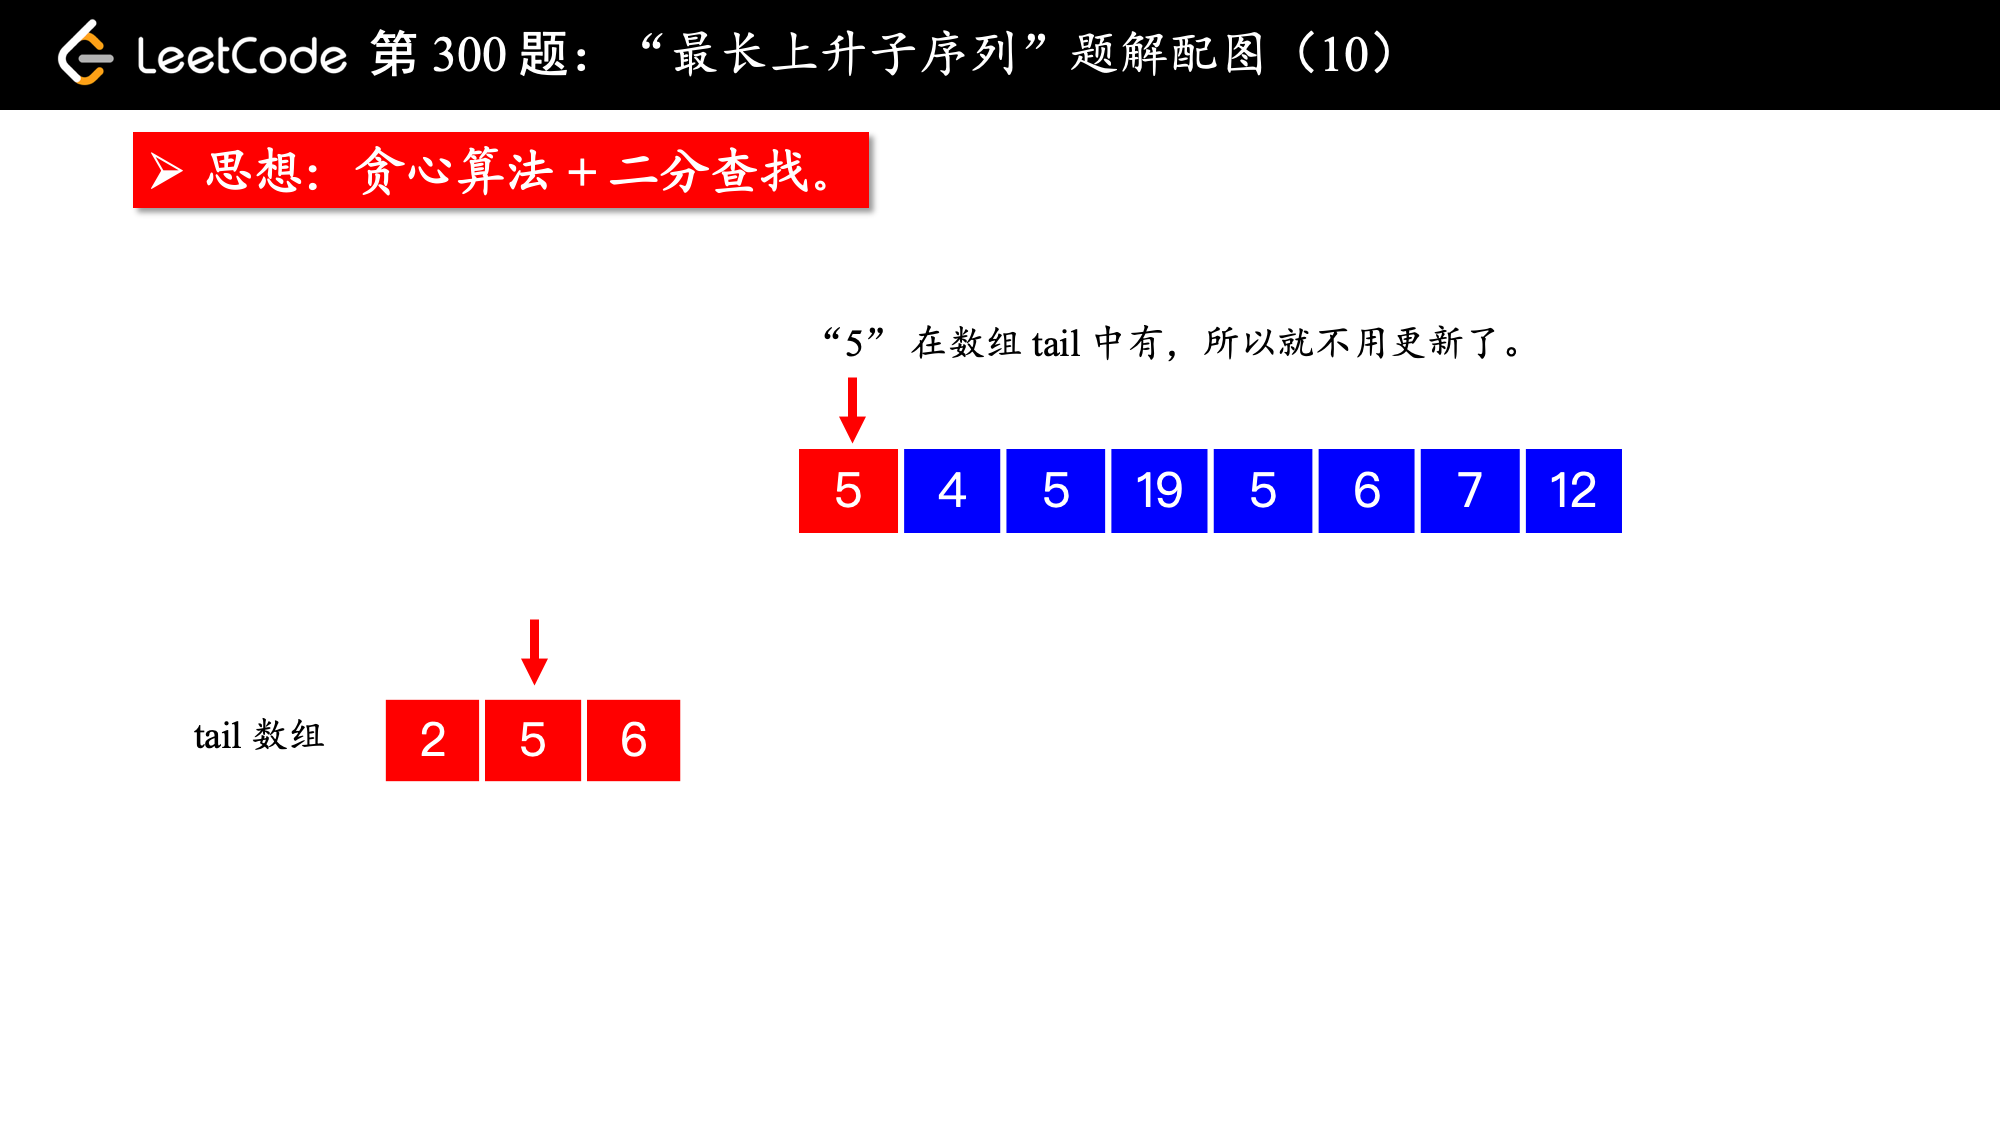 LeetCode 第 300 题：“最长上升子序列”题解配图（10）
➢ 思想：贪心算法 + 二分查找。
“5” 在数组 tail 中有，所以就不用更新了。
5 4 5 19 5 6 7 12
tail 数组 2 5 6